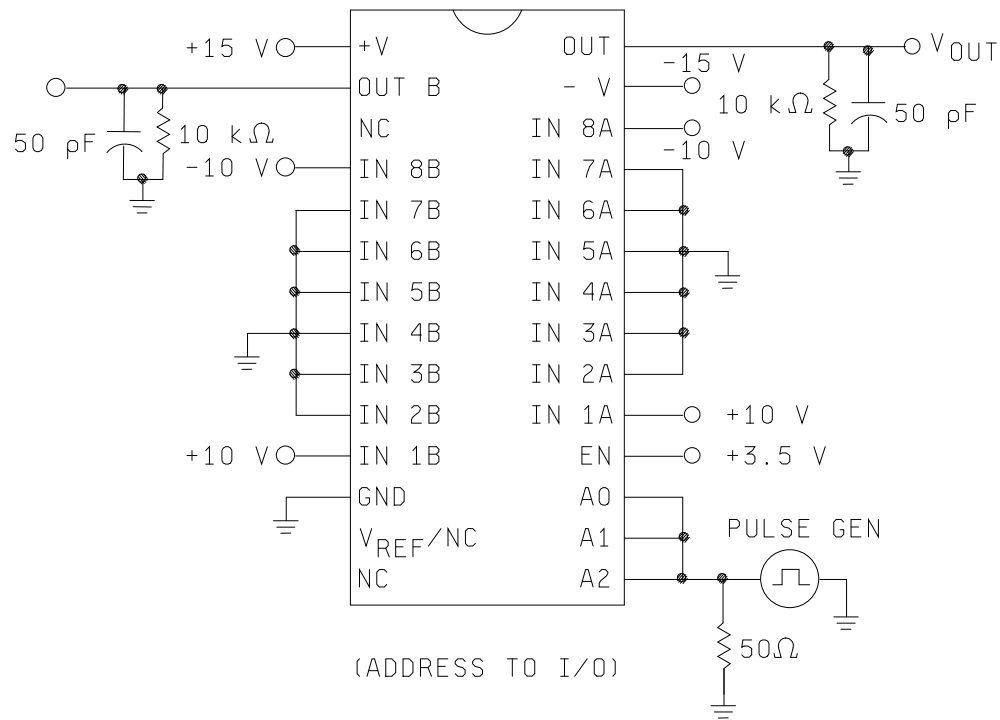 +15 V
+V
OUT
V OUT
-15 V
OUT B
- V
10 kΩ
50 pF
50 pF
10 kΩ
NC
IN 8A
-10 V
-10 V
IN 8B
IN 7A
IN 7B
IN 6A
IN 6B
IN 5A
IN 5B
IN 4A
IN 4B
IN 3A
IN 3B
IN 2A
IN 2B
IN 1A
+10 V
+10 V
IN 1B
EN
+3.5 V
GND
A0
PULSE GEN
VREF/NC
A1
NC
A2
50Ω
(ADDRESS TO I/O)